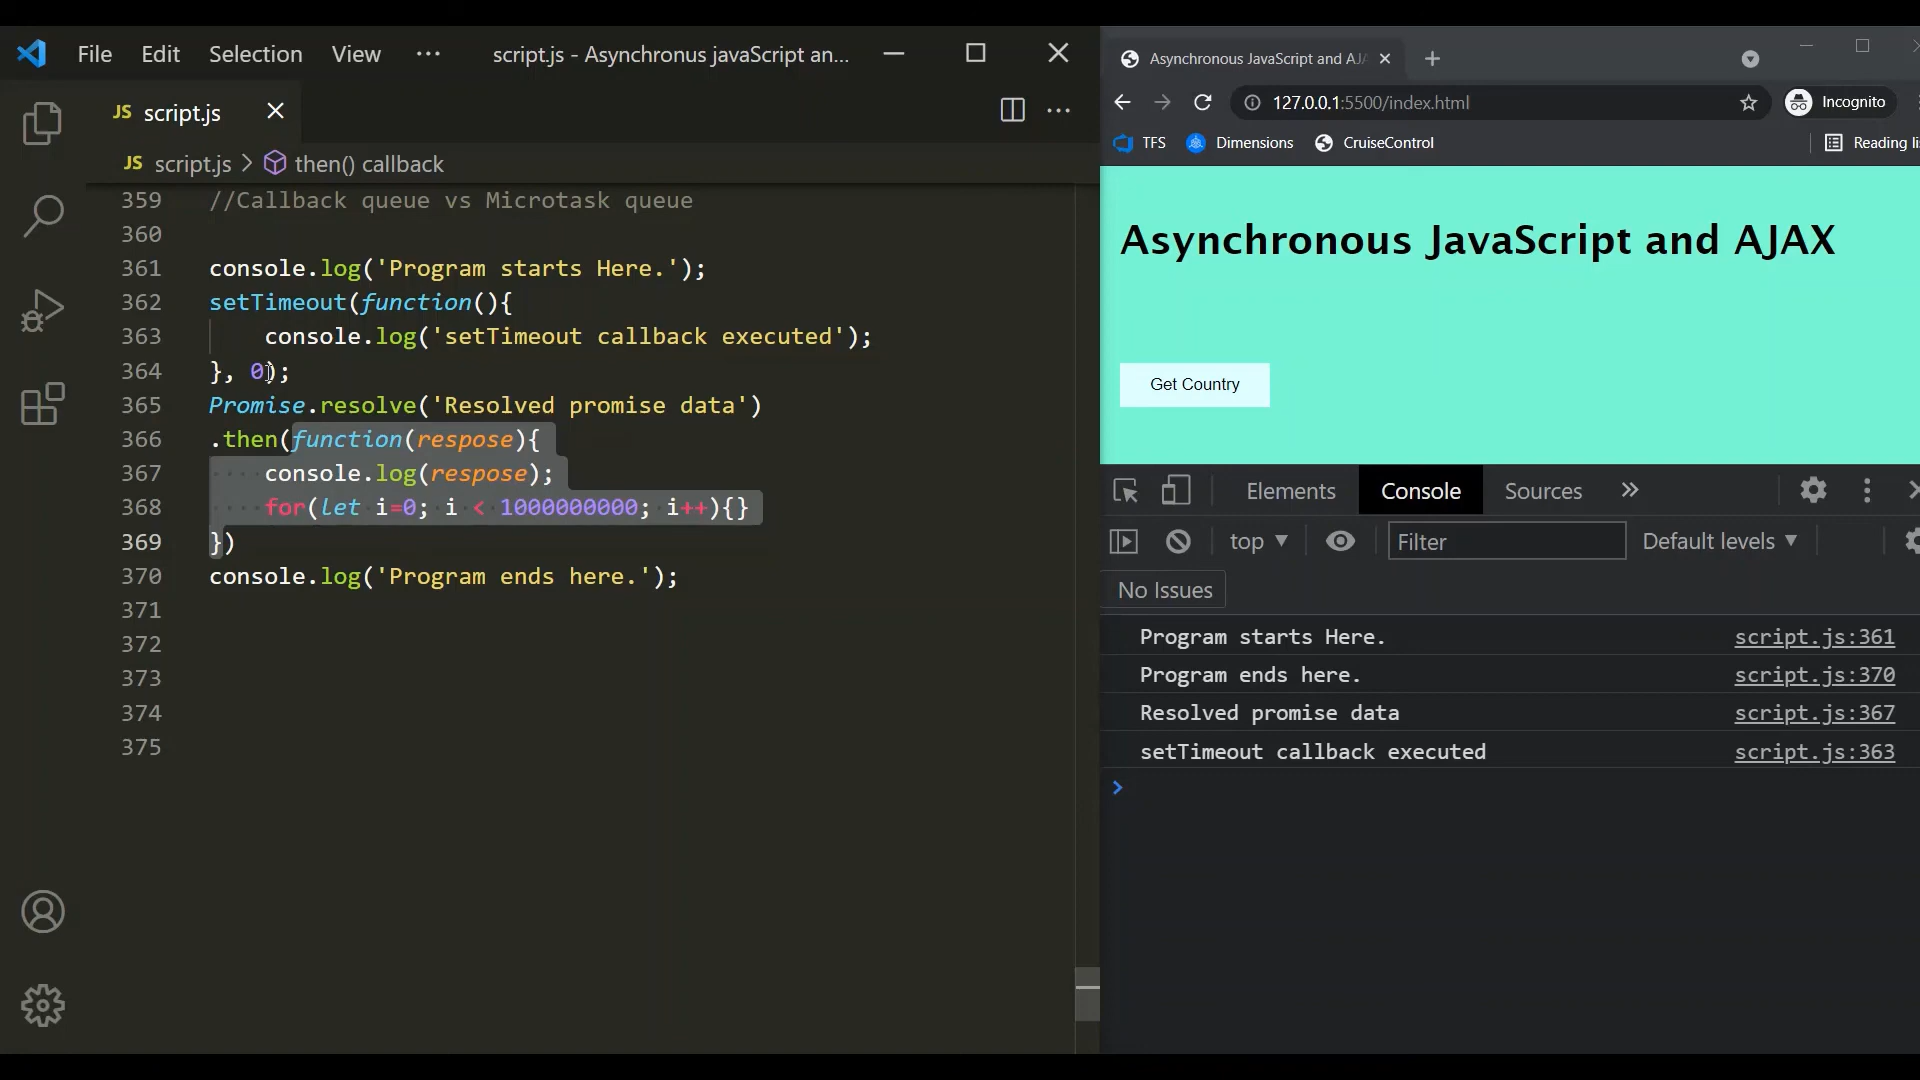 File Edit Selection View ··· script.js - Asynchronus javaScript an...
JS script.js
JS script.js > then() callback
359 //Callback queue vs Microtask queue
360
361 console.log('Program starts Here.');
362 setTimeout(function(){
363 console.log('setTimeout callback executed');
364 }, 0);
365 Promise.resolve('Resolved promise data')
366 .then(function(respose){
367 console.log(respose);
368 for(let i=0; i < 1000000000; i++){}
369 })
370 console.log('Program ends here.');
371
372
373
374
375
Asynchronous JavaScript and AJA
127.0.0.1:5500/index.html Incognito
TFS Dimensions CruiseControl Reading li
Asynchronous JavaScript and AJAX
Get Country
Elements Console Sources »
top Filter Default levels
No Issues
Program starts Here. script.js:361
Program ends here. script.js:370
Resolved promise data script.js:367
setTimeout callback executed script.js:363
>